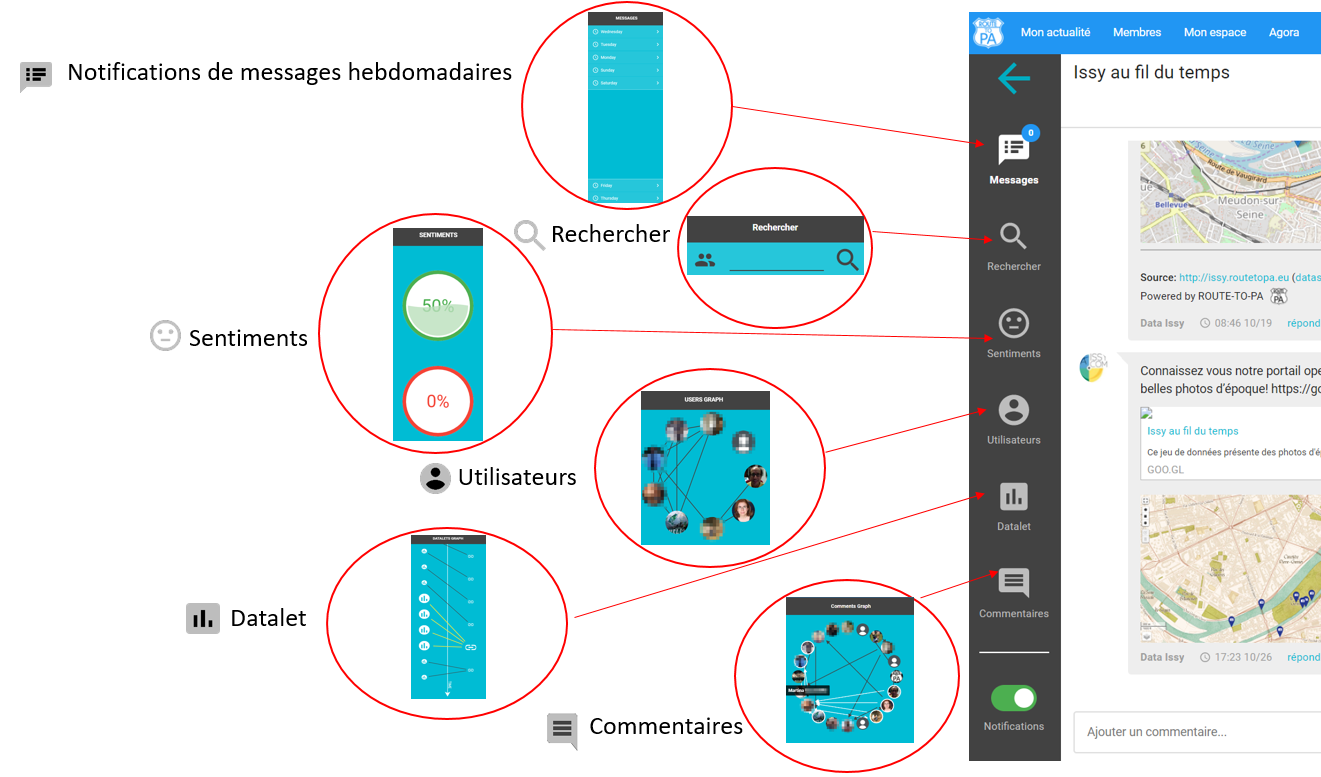 Notifications de messages hebdomadaires
MESSAGES
Wednesday
Tuesday
Monday
Sunday
Saturday
Friday
Thursday
Rechercher
Rechercher
SENTIMENTS
50%
0%
Sentiments
USERS GRAPH
Utilisateurs
DATALETS GRAPH
Datalet
Comments Graph
Martina
Commentaires
ROUTE TO PA
Mon actualité
Membres
Mon espace
Agora
0
Messages
Rechercher
Sentiments
Utilisateurs
Datalet
Commentaires
Notifications
Issy au fil du temps
6
Route de Vaugirard
Bellevue
Meudon-sur-
Seine
Source: http://issy.routetopa.eu (datas
Powered by ROUTE-TO-PA
Data Issy 08:46 10/19 répond
ISSY
.COM
Connaissez vous notre portail ope
belles photos d'époque! https://go
Issy au fil du temps
Ce jeu de données présente des photos d'é
GOO.GL
Data Issy 17:23 10/26 répond
Ajouter un commentaire...